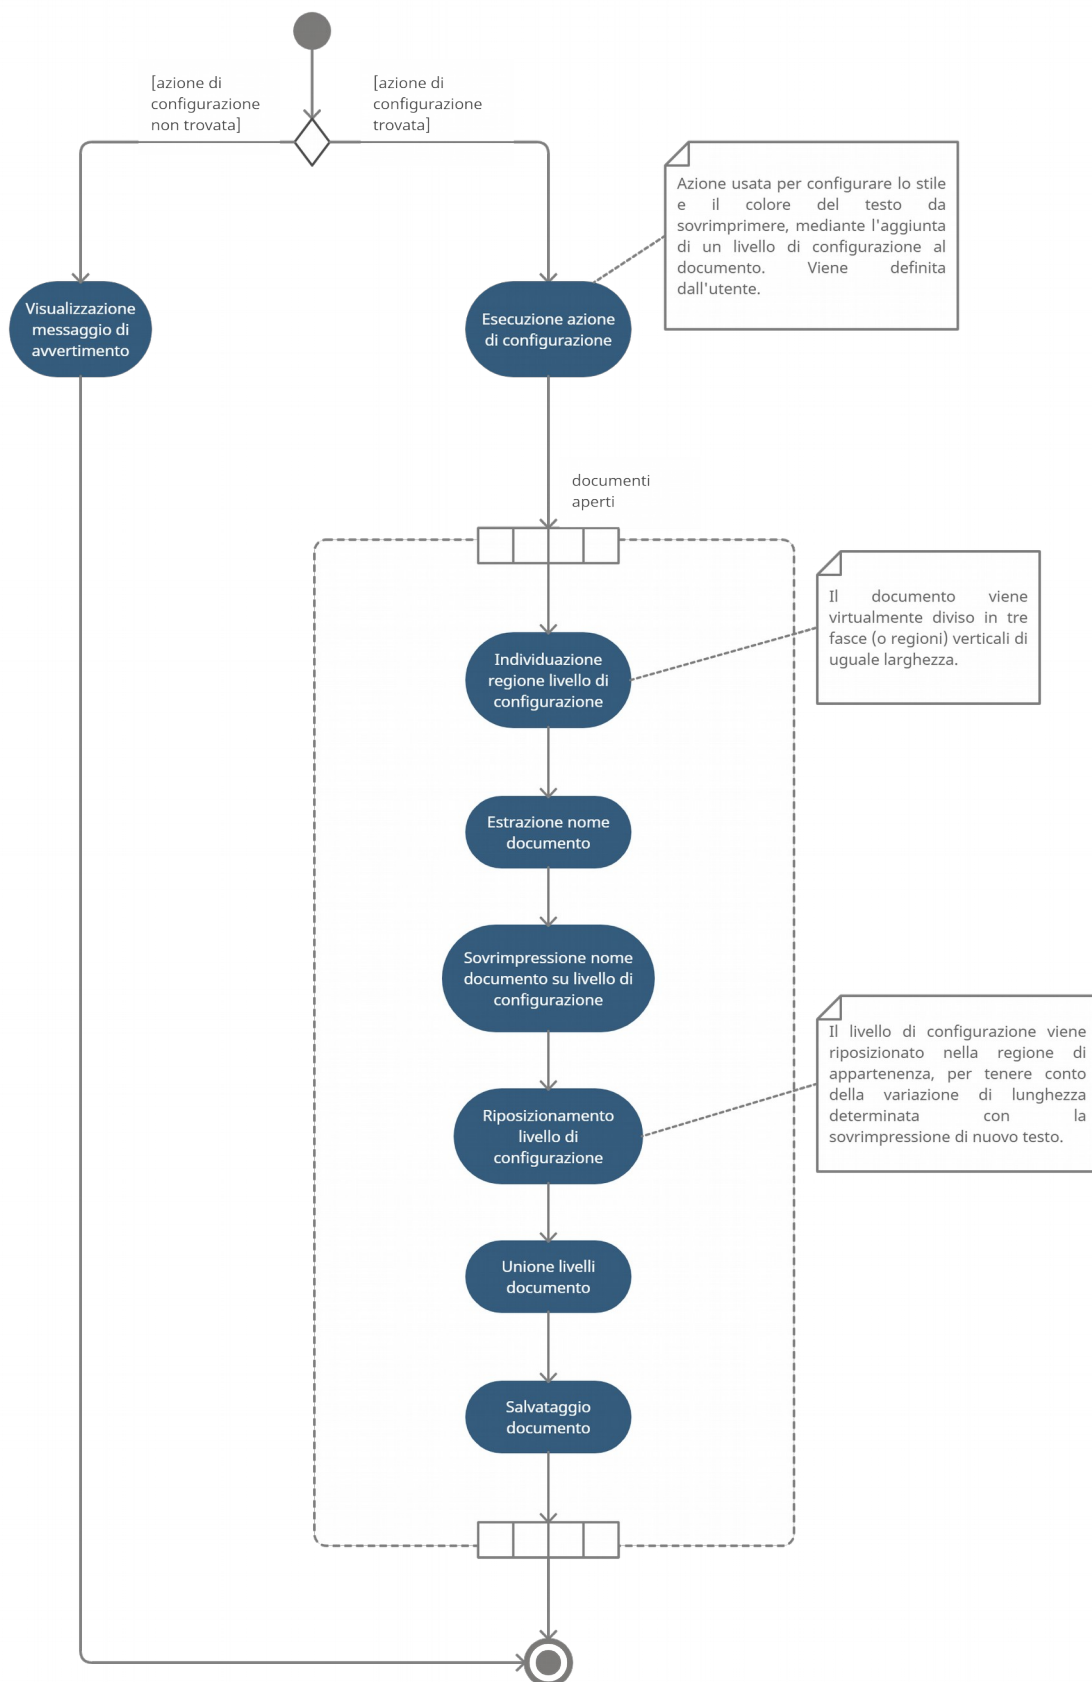 [azione di
configurazione
non trovata]
[azione di
configurazione
trovata]
Azione usata per configurare lo stile
e il colore del testo da
sovrimprimere, mediante l'aggiunta
di un livello di configurazione al
documento. Viene definita
dall'utente.
Visualizzazione
messaggio di
avvertimento
Esecuzione azione
di configurazione
documenti
aperti
Il documento viene
virtualmente diviso in tre
fasce (o regioni) verticali di
uguale larghezza.
Individuazione
regione livello di
configurazione
Estrazione nome
documento
Sovrimpressione nome
documento su livello di
configurazione
Il livello di configurazione viene
riposizionato nella regione di
appartenenza, per tenere conto
della variazione di lunghezza
determinata con la
sovrimpressione di nuovo testo.
Riposizionamento
livello di
configurazione
Unione livelli
documento
Salvataggio
documento